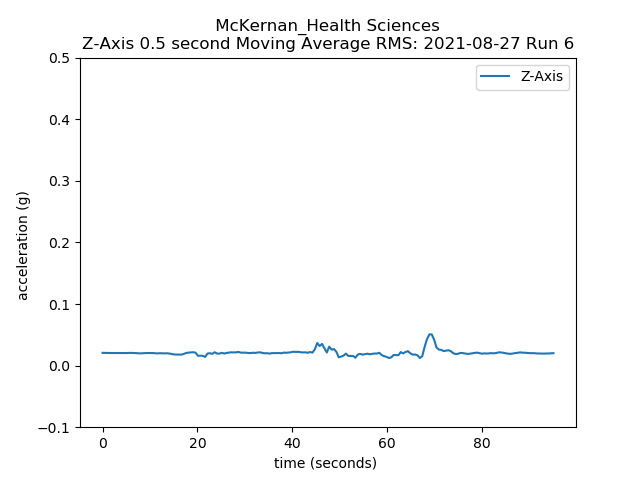 McKernan_Health Sciences
Z-Axis 0.5 second Moving Average RMS: 2021-08-27 Run 6
Z-Axis
0.5
0.4
0.3
0.2
0.1
0.0
−0.1
acceleration (g)
0 20 40 60 80
time (seconds)